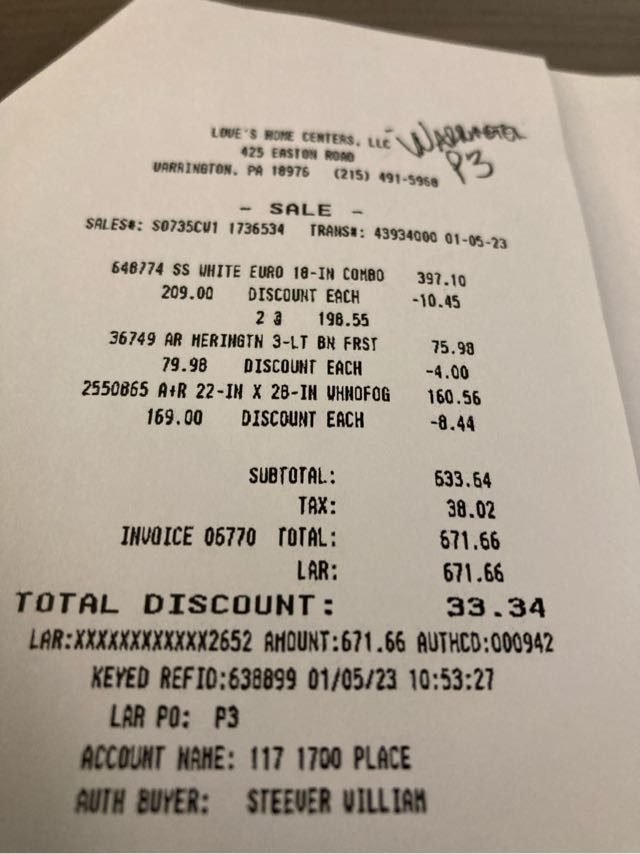 LOWE'S HOME CENTERS, LLC
425 EASTON ROAD
WARRINGTON, PA 18976 (215) 491-5968
WARRINGTON
P3
- SALE -
SALES#: S0735CW1 1736534 TRANS#: 43934000 01-05-23
648774 SS WHITE EURO 18-IN COMBO 397.10
209.00 DISCOUNT EACH -10.45
2 @ 198.55
36749 AR MERINGTN 3-LT BN FRST 75.98
79.98 DISCOUNT EACH -4.00
2550865 A+R 22-IN X 28-IN WHNOFOG 160.56
169.00 DISCOUNT EACH -8.44
SUBTOTAL: 633.64
TAX: 38.02
INVOICE 06770 TOTAL: 671.66
LAR: 671.66
TOTAL DISCOUNT: 33.34
LAR:XXXXXXXXXXXX2652 AMOUNT:671.66 AUTHCD:000942
KEYED REFID:638899 01/05/23 10:53:27
LAR PO: P3
ACCOUNT NAME: 117 1700 PLACE
AUTH BUYER: STEEVER WILLIAM